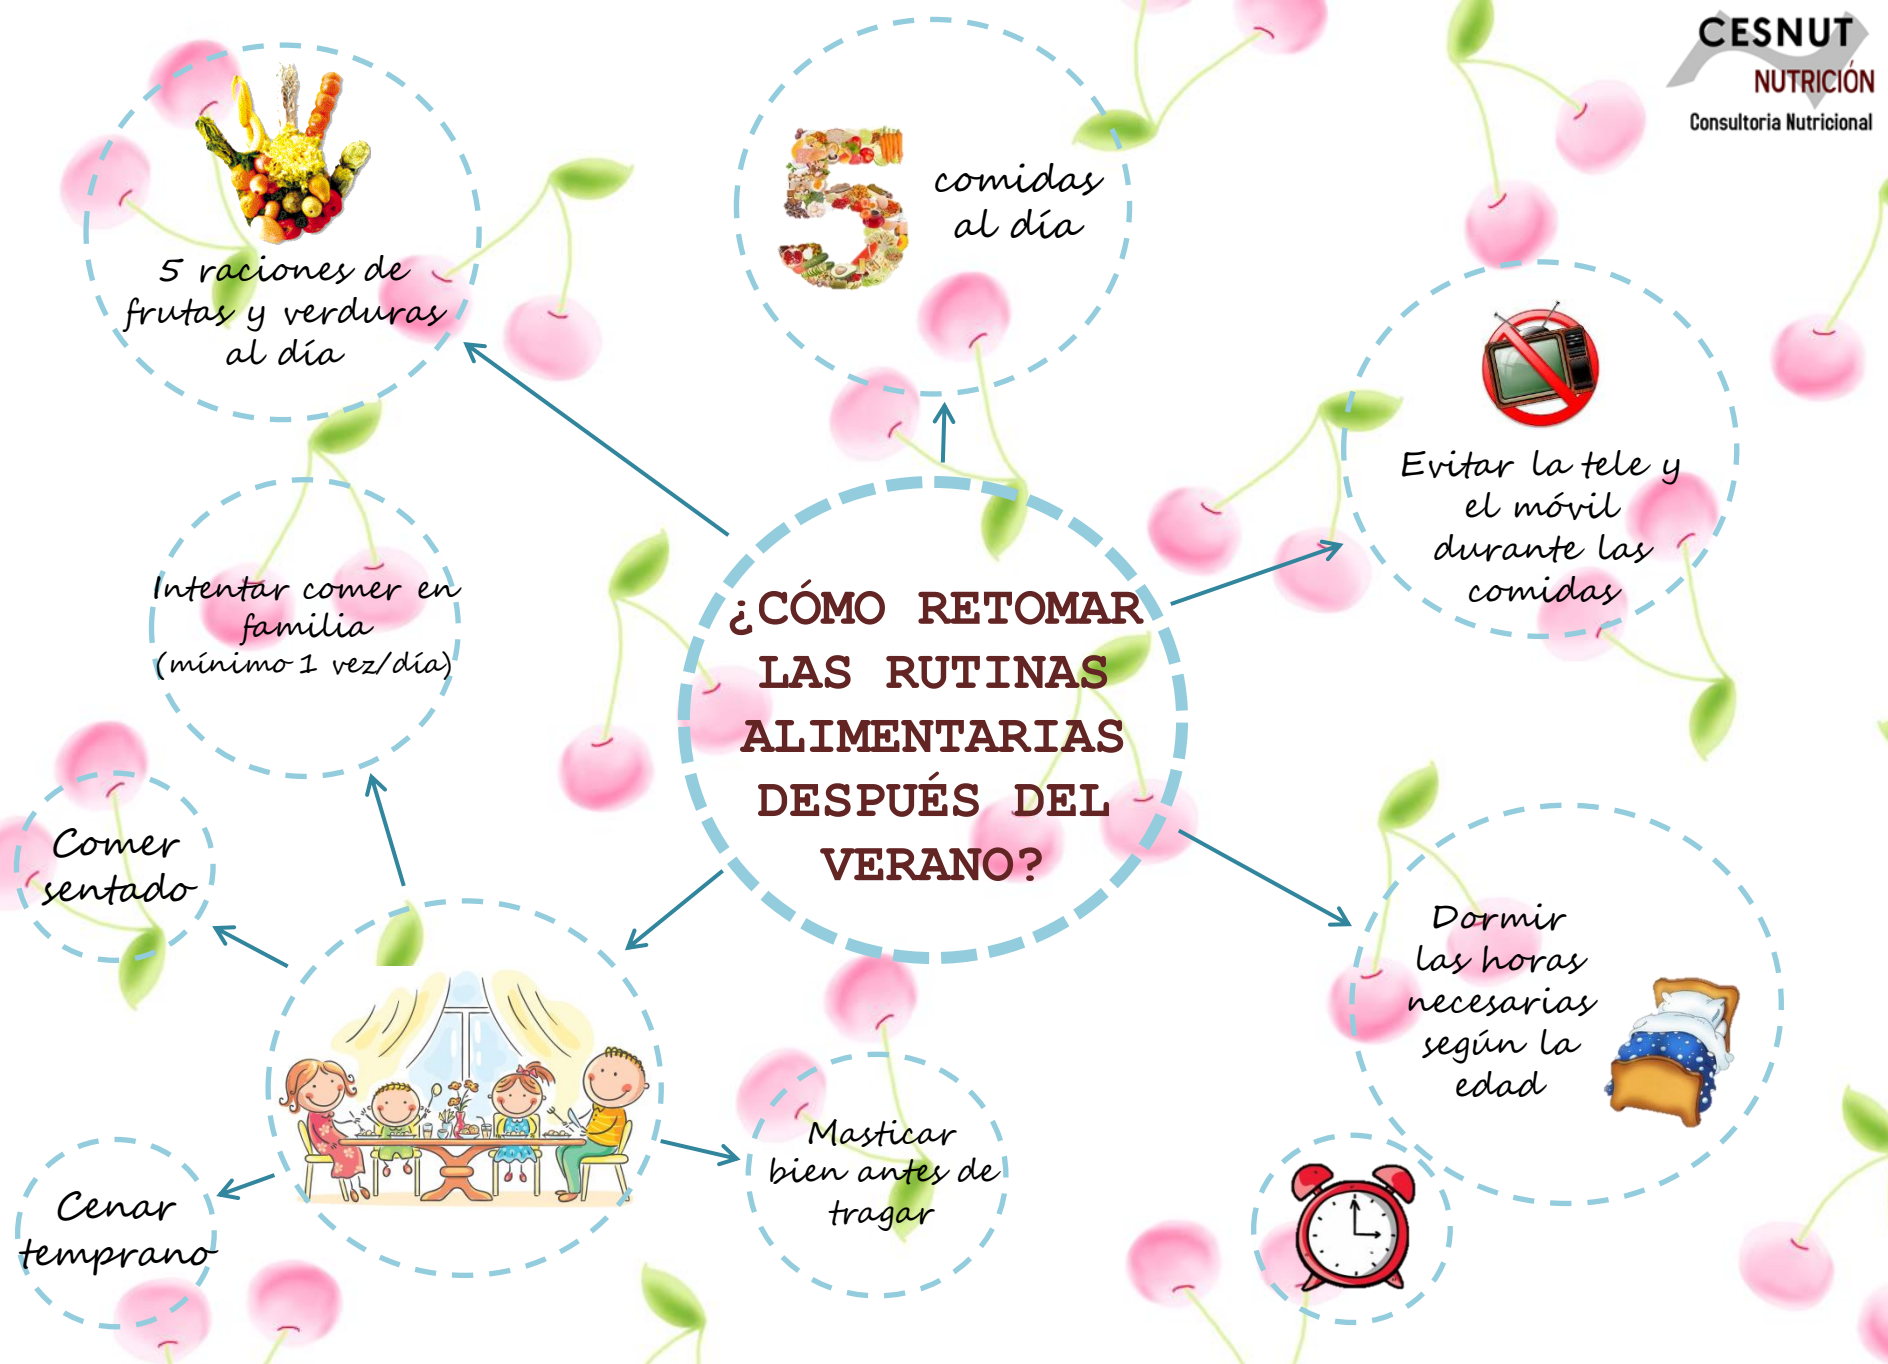 CESNUT
NUTRICIÓN
Consultoria Nutricional
5 raciones de
frutas y verduras
al día
5
comidas
al día
Evitar la tele y
el móvil
durante las
comidas
Intentar comer en
familia
(mínimo 1 vez/día)
¿CÓMO RETOMAR
LAS RUTINAS
ALIMENTARIAS
DESPUÉS DEL
VERANO?
Comer
sentado
Dormir
las horas
necesarias
según la
edad
Masticar
bien antes de
tragar
Cenar
temprano